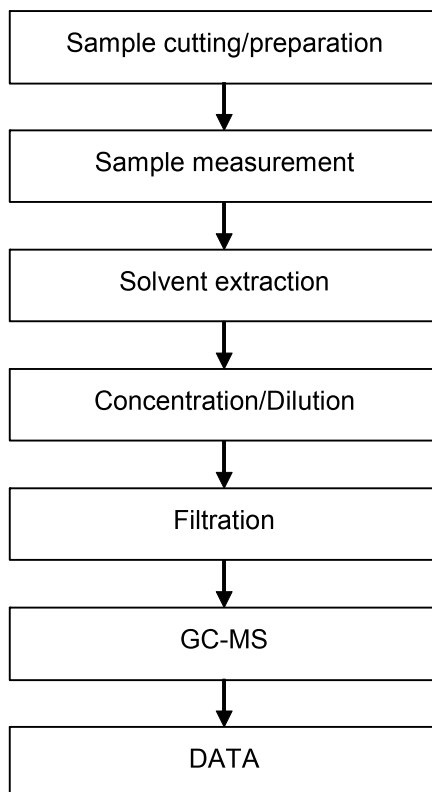 Sample cutting/preparation
Sample measurement
Solvent extraction
Concentration/Dilution
Filtration
GC-MS
DATA